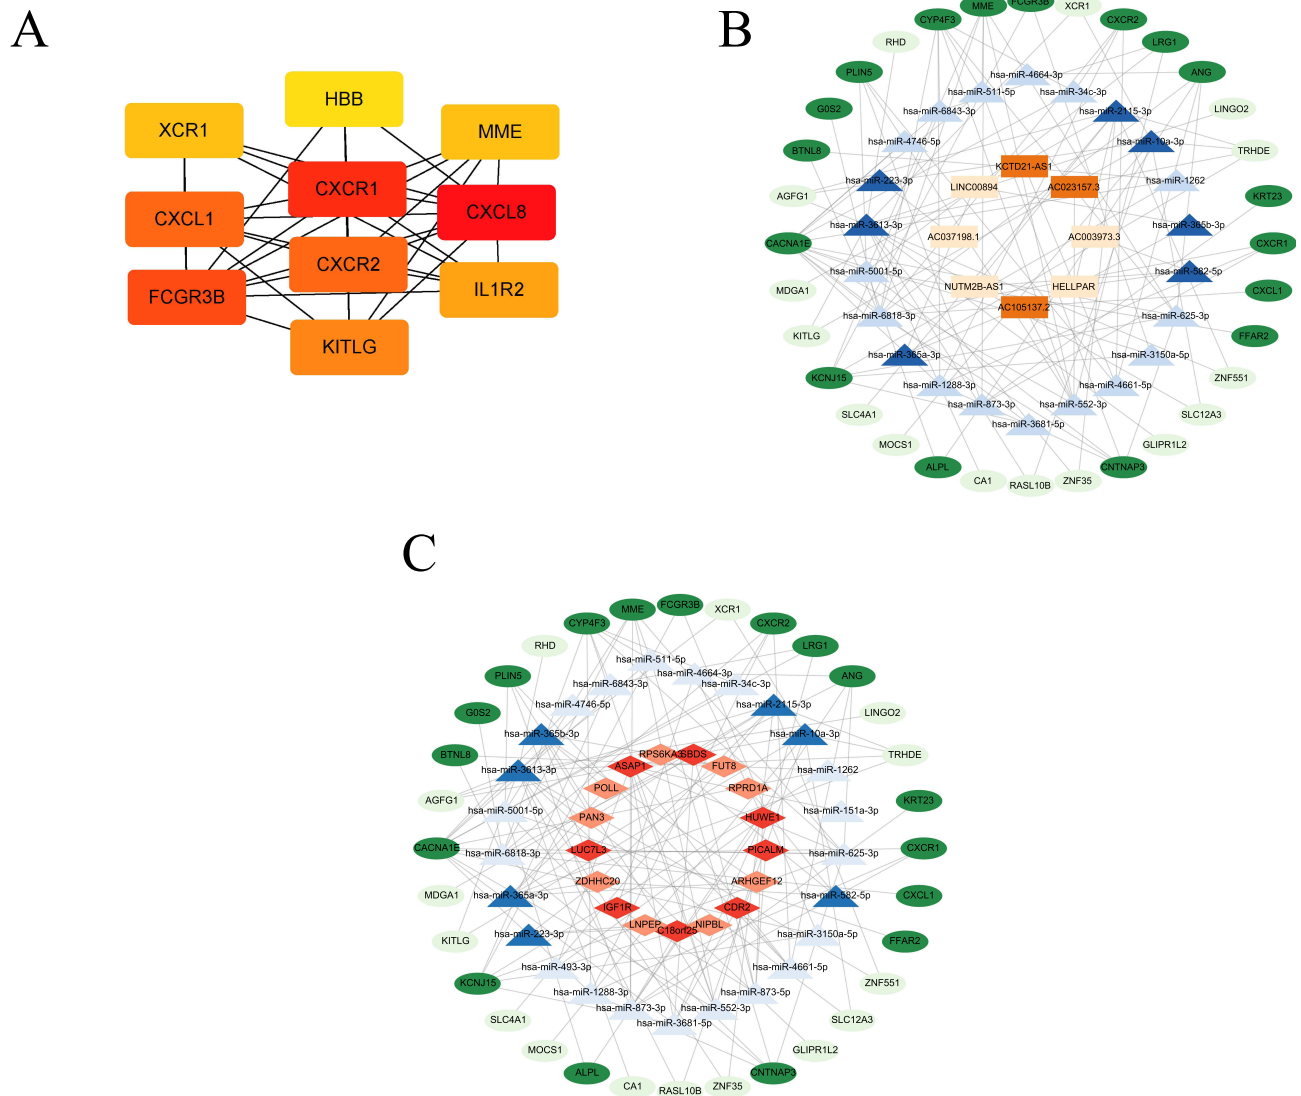 A
HBB
XCR1
MME
CXCR1
CXCL1
CXCL8
CXCR2
FCGR3B
IL1R2
KITLG
B
FCGR3B
MME
XCR1
CYP4F3
CXCR2
RHD
LRG1
PLIN5
ANG
hsa-miR-4664-3p
hsa-miR-511-5p
hsa-miR-34c-3p
G0S2
hsa-miR-6843-3p
hsa-miR-2115-3p
LINGO2
BTNL8
hsa-miR-4746-5p
hsa-miR-10a-3p
TRHDE
KCTD21-AS1
hsa-miR-223-3p
LINC00894
AC023157.3
hsa-miR-1262
AGFG1
KRT23
hsa-miR-3613-3p
hsa-miR-365b-3p
AC037198.1
AC003973.3
CACNA1E
CXCR1
hsa-miR-5001-5p
hsa-miR-582-5p
MDGA1
NUTM2B-AS1
HELLPAR
CXCL1
AC105137.2
hsa-miR-6818-3p
hsa-miR-625-3p
KITLG
FFAR2
hsa-miR-365a-3p
hsa-miR-3150a-5p
KCNJ15
ZNF551
hsa-miR-1288-3p
hsa-miR-4661-5p
hsa-miR-873-3p
hsa-miR-552-3p
SLC4A1
SLC12A3
hsa-miR-3681-5p
MOCS1
GLIPR1L2
ALPL
CNTNAP3
CA1
RASL10B
ZNF35
C
FCGR3B
MME
XCR1
CYP4F3
CXCR2
RHD
LRG1
hsa-miR-511-5p
hsa-miR-4664-3p
PLIN5
ANG
hsa-miR-6843-3p
hsa-miR-34c-3p
hsa-miR-4746-5p
hsa-miR-2115-3p
G0S2
LINGO2
hsa-miR-365b-3p
hsa-miR-10a-3p
BTNL8
RPS6KA3
SBDS
TRHDE
hsa-miR-3613-3p
ASAP1
FUT8
hsa-miR-1262
POLL
RPRD1A
AGFG1
KRT23
hsa-miR-5001-5p
PAN3
HUWE1
hsa-miR-151a-3p
CACNA1E
hsa-miR-6818-3p
LUC7L3
PICALM
hsa-miR-625-3p
CXCR1
ZDHHC20
ARHGEF12
MDGA1
hsa-miR-365a-3p
hsa-miR-582-5p
CXCL1
IGF1R
CDR2
LNPEP
NIPBL
C18orf25
hsa-miR-223-3p
hsa-miR-3150a-5p
KITLG
FFAR2
hsa-miR-493-3p
hsa-miR-4661-5p
KCNJ15
ZNF551
hsa-miR-1288-3p
hsa-miR-873-5p
hsa-miR-873-3p
hsa-miR-552-3p
SLC4A1
SLC12A3
hsa-miR-3681-5p
MOCS1
GLIPR1L2
ALPL
CNTNAP3
CA1
RASL10B
ZNF35